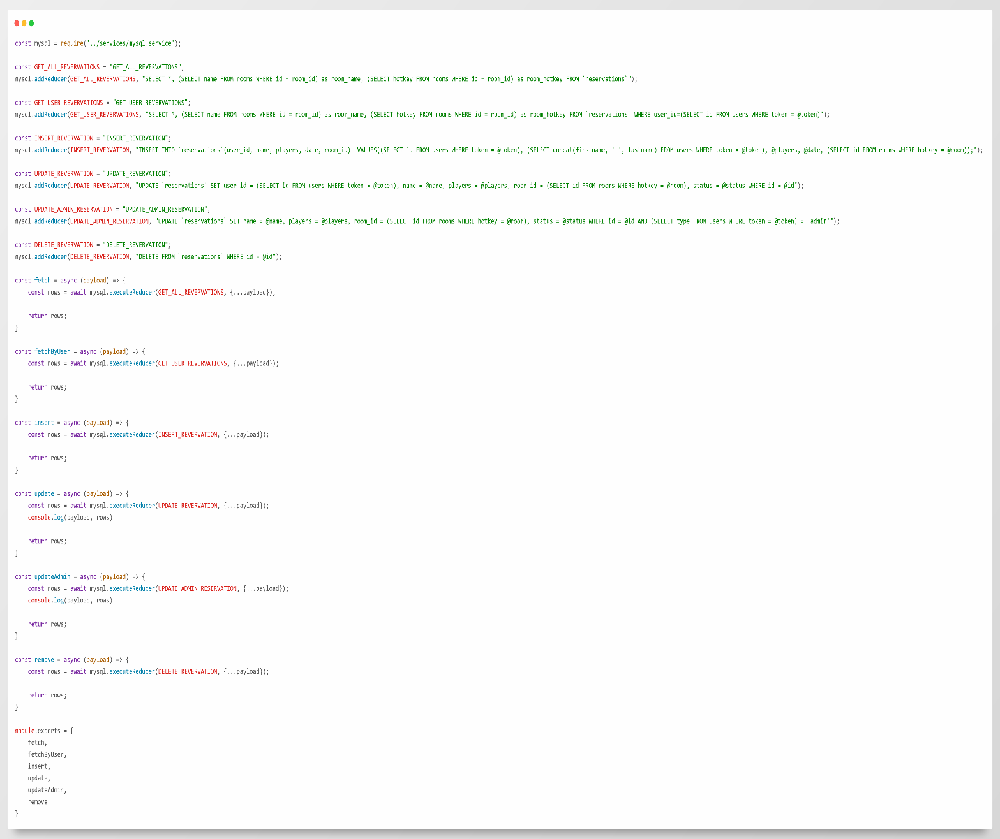 const mysql = require('../services/mysql.service');

const GET_ALL_REVERVATIONS = "GET_ALL_REVERVATIONS";
mysql.addReducer(GET_ALL_REVERVATIONS, "SELECT *, (SELECT name FROM rooms WHERE id = room_id) as room_name, (SELECT hotkey FROM rooms WHERE id = room_id) as room_hotkey FROM `reservations`");

const GET_USER_REVERVATIONS = "GET_USER_REVERVATIONS";
mysql.addReducer(GET_USER_REVERVATIONS, "SELECT *, (SELECT name FROM rooms WHERE id = room_id) as room_name, (SELECT hotkey FROM rooms WHERE id = room_id) as room_hotkey FROM `reservations` WHERE user_id=(SELECT id FROM users WHERE token = @token)");

const INSERT_REVERVATION = "INSERT_REVERVATION";
mysql.addReducer(INSERT_REVERVATION, "INSERT INTO `reservations`(user_id, name, players, date, room_id)  VALUES((SELECT id FROM users WHERE token = @token), (SELECT concat(firstname, ' ', lastname) FROM users WHERE token = @token), @players, @date, (SELECT id FROM rooms WHERE hotkey = @room));");

const UPDATE_REVERVATION = "UPDATE_REVERVATION";
mysql.addReducer(UPDATE_REVERVATION, "UPDATE `reservations` SET user_id = (SELECT id FROM users WHERE token = @token), name = @name, players = @players, room_id = (SELECT id FROM rooms WHERE hotkey = @room), status = @status WHERE id = @id");

const UPDATE_ADMIN_RESERVATION = "UPDATE_ADMIN_RESERVATION";
mysql.addReducer(UPDATE_ADMIN_RESERVATION, "UPDATE `reservations` SET name = @name, players = @players, room_id = (SELECT id FROM rooms WHERE hotkey = @room), status = @status WHERE id = @id AND (SELECT type FROM users WHERE token = @token) = 'admin'");

const DELETE_REVERVATION = "DELETE_REVERVATION";
mysql.addReducer(DELETE_REVERVATION, "DELETE FROM `reservations` WHERE id = @id");

const fetch = async (payload) => {
    const rows = await mysql.executeReducer(GET_ALL_REVERVATIONS, {...payload});

    return rows;
}

const fetchByUser = async (payload) => {
    const rows = await mysql.executeReducer(GET_USER_REVERVATIONS, {...payload});

    return rows;
}

const insert = async (payload) => {
    const rows = await mysql.executeReducer(INSERT_REVERVATION, {...payload});

    return rows;
}

const update = async (payload) => {
    const rows = await mysql.executeReducer(UPDATE_REVERVATION, {...payload});
    console.log(payload, rows)

    return rows;
}

const updateAdmin = async (payload) => {
    const rows = await mysql.executeReducer(UPDATE_ADMIN_RESERVATION, {...payload});
    console.log(payload, rows)

    return rows;
}

const remove = async (payload) => {
    const rows = await mysql.executeReducer(DELETE_REVERVATION, {...payload});

    return rows;
}

module.exports = {
    fetch,
    fetchByUser,
    insert,
    update,
    updateAdmin,
    remove
}